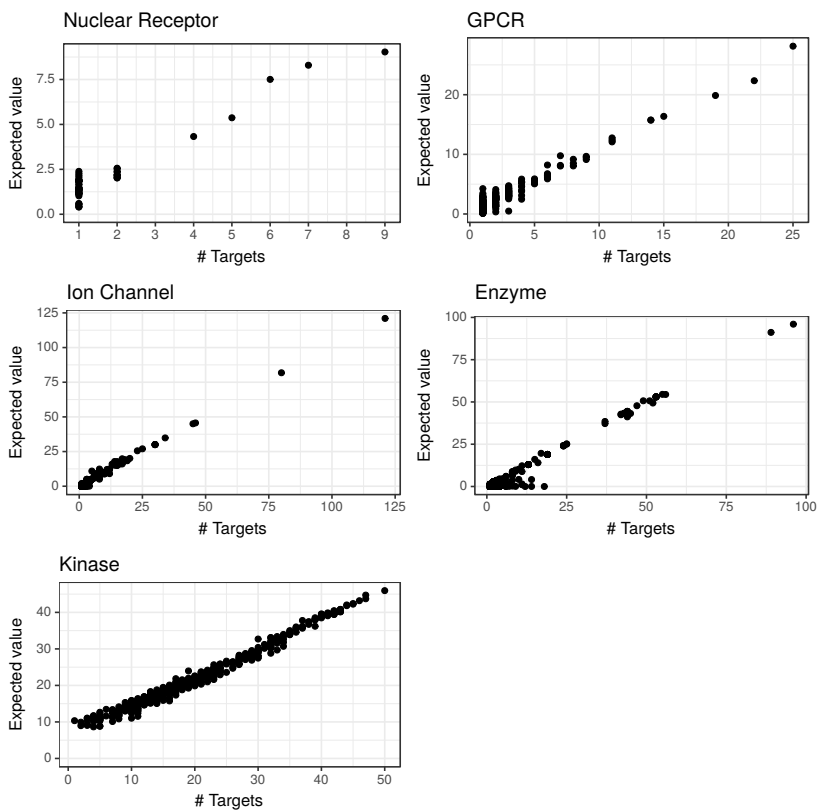 Nuclear Receptor
Expected value
7.5
5.0
2.5
0.0
1 2 3 4 5 6 7 8 9
# Targets
GPCR
Expected value
20
10
0
0 5 10 15 20 25
# Targets
Ion Channel
Expected value
125
100
75
50
25
0
0 25 50 75 100 125
# Targets
Enzyme
Expected value
100
75
50
25
0
0 25 50 75 100
# Targets
Kinase
Expected value
40
30
20
10
0
0 10 20 30 40 50
# Targets